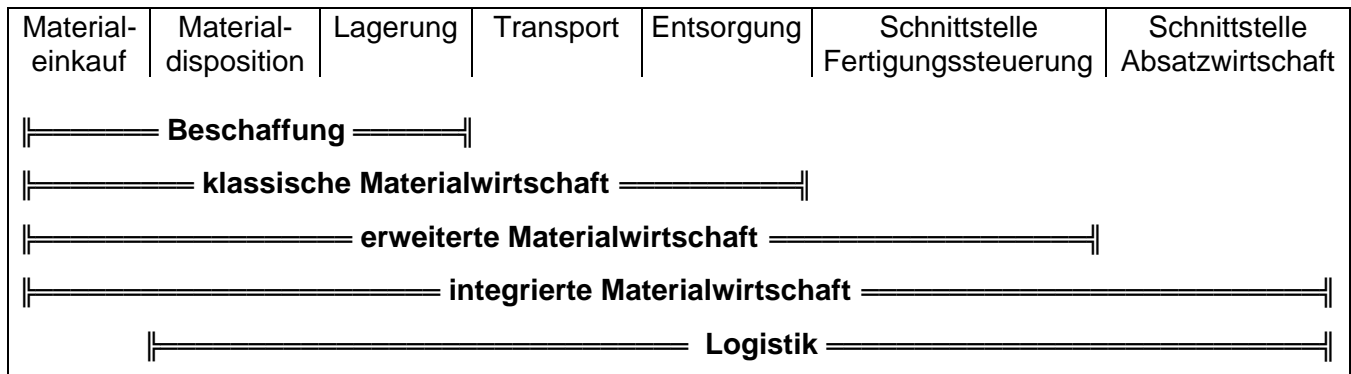 Material- Material- Lagerung Transport Entsorgung Schnittstelle Schnittstelle
einkauf disposition Fertigungssteuerung Absatzwirtschaft
Beschaffung
klassische Materialwirtschaft
erweiterte Materialwirtschaft
integrierte Materialwirtschaft
Logistik